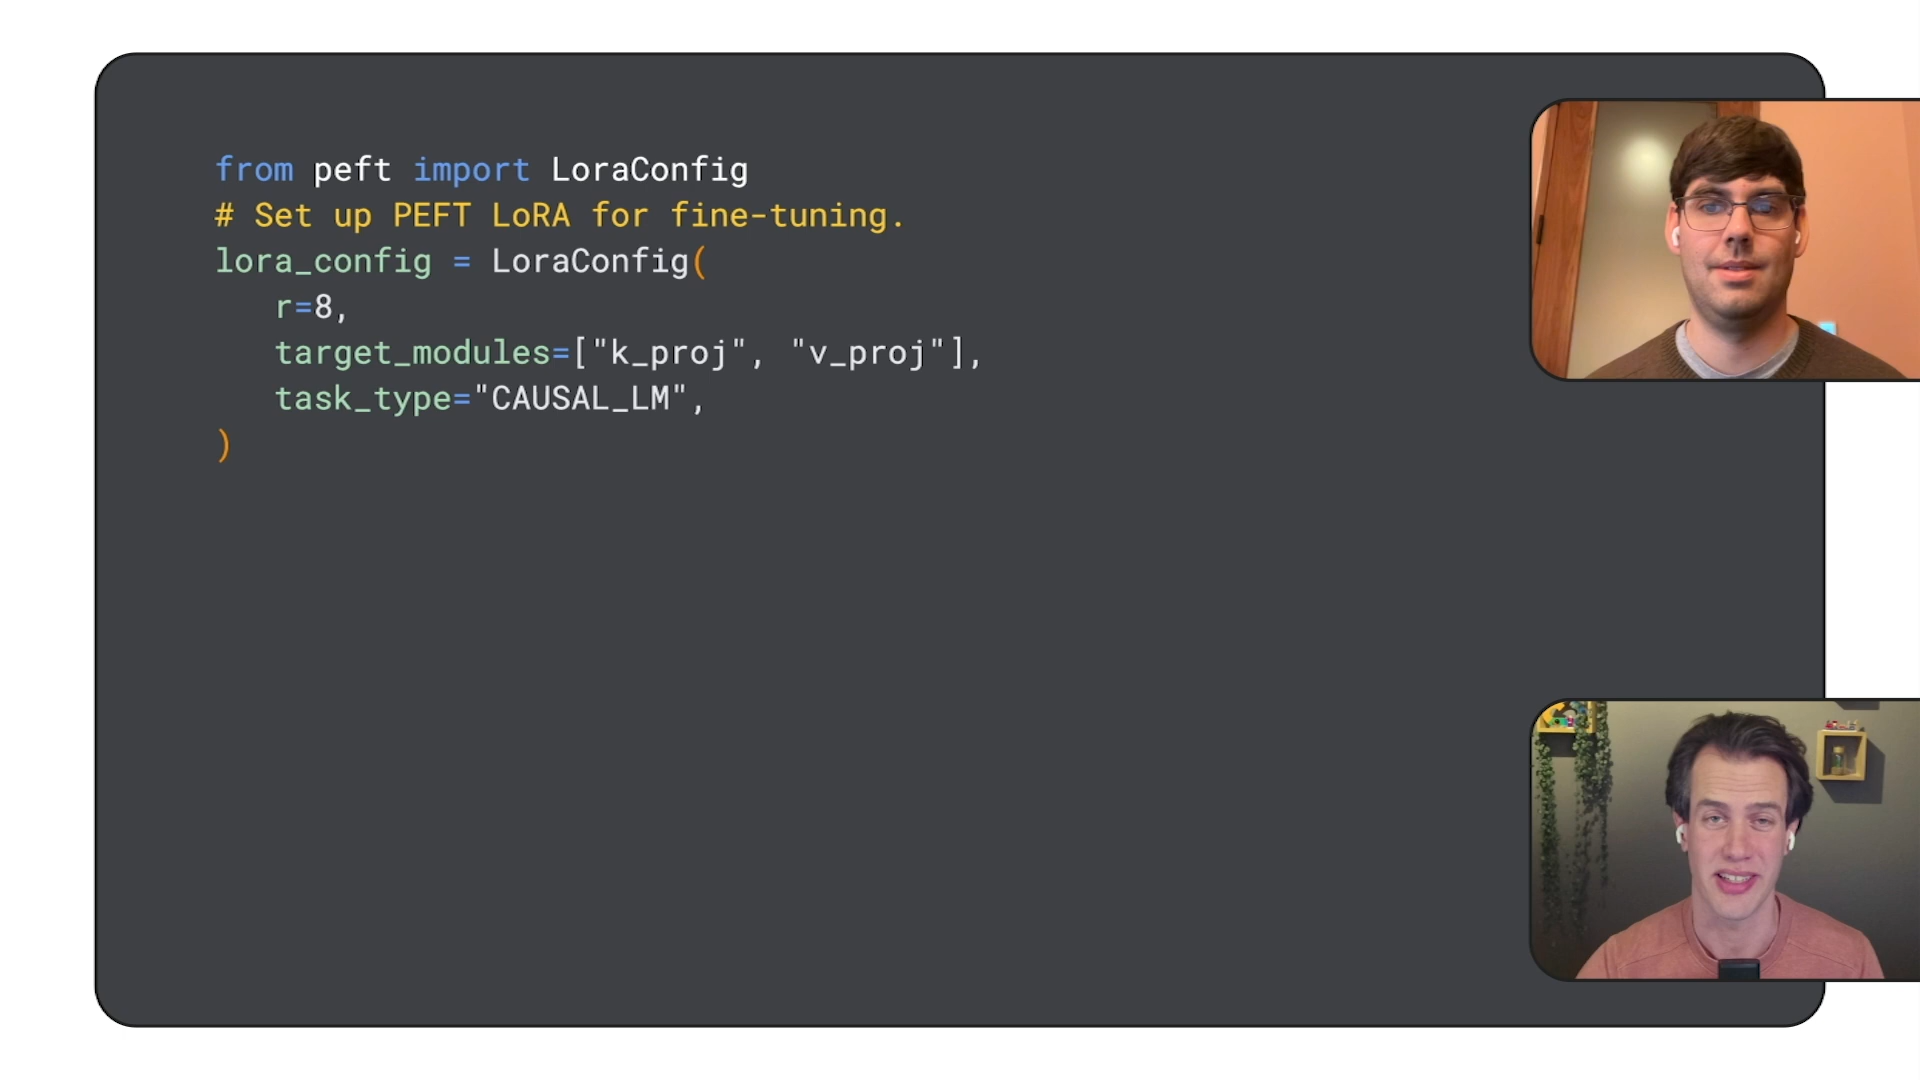 from peft import LoraConfig
# Set up PEFT LoRA for fine-tuning.
lora_config = LoraConfig(
   r=8,
   target_modules=["k_proj", "v_proj"],
   task_type="CAUSAL_LM",
)